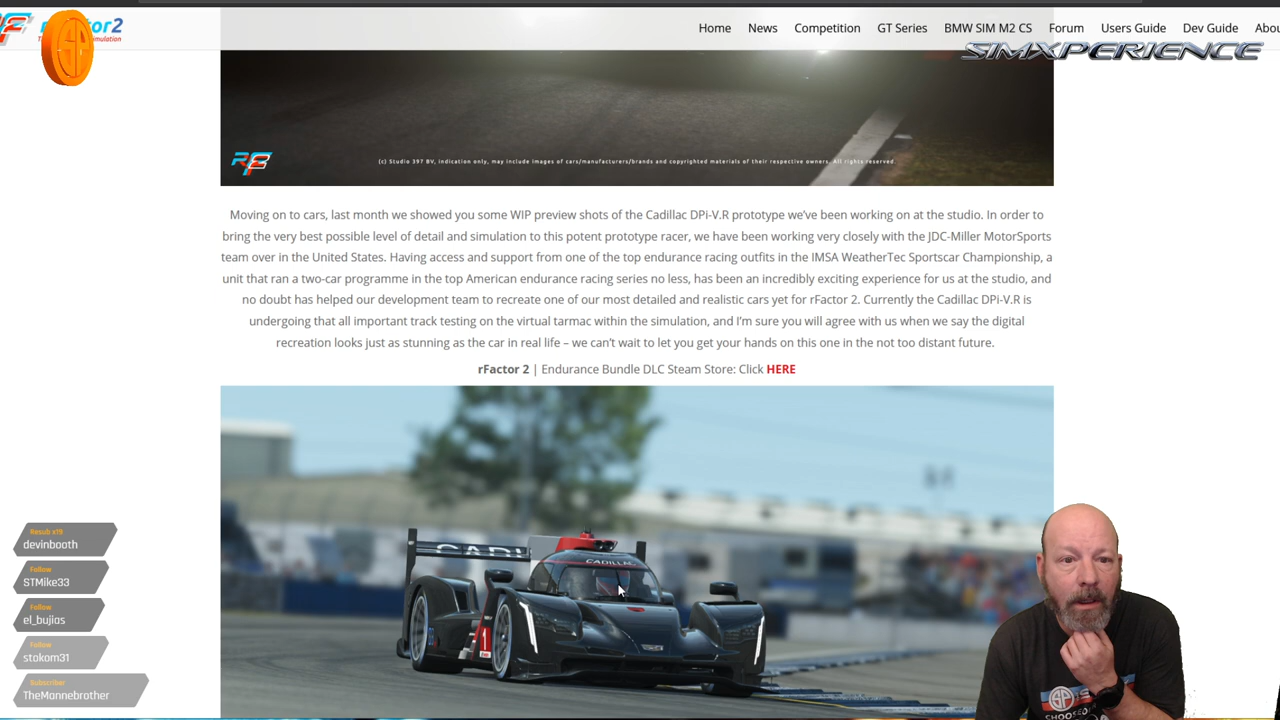 rFactor2
Home News Competition GT Series BMW SIM M2 CS Forum Users Guide Dev Guide Abou
SIMXPERIENCE
SP
RF2
(c) Studio 397 BV, indication only, may include images of cars/manufacturers/brands and copyrighted materials of their respective owners. All rights reserved.
Moving on to cars, last month we showed you some WIP preview shots of the Cadillac DPi-V.R prototype we've been working on at the studio. In order to
bring the very best possible level of detail and simulation to this potent prototype racer, we have been working very closely with the JDC-Miller MotorSports
team over in the United States. Having access and support from one of the top endurance racing outfits in the IMSA WeatherTec Sportscar Championship, a
unit that ran a two-car programme in the top American endurance racing series no less, has been an incredibly exciting experience for us at the studio, and
no doubt has helped our development team to recreate one of our most detailed and realistic cars yet for rFactor 2. Currently the Cadillac DPi-V.R is
undergoing that all important track testing on the virtual tarmac within the simulation, and I'm sure you will agree with us when we say the digital
recreation looks just as stunning as the car in real life – we can't wait to let you get your hands on this one in the not too distant future.
rFactor 2 | Endurance Bundle DLC Steam Store: Click HERE
CADI
CADILLAC
1
Resub x19
devinbooth
Follow
STMike33
Follow
el_bujias
Follow
stokom31
Subscriber
TheMannebrother